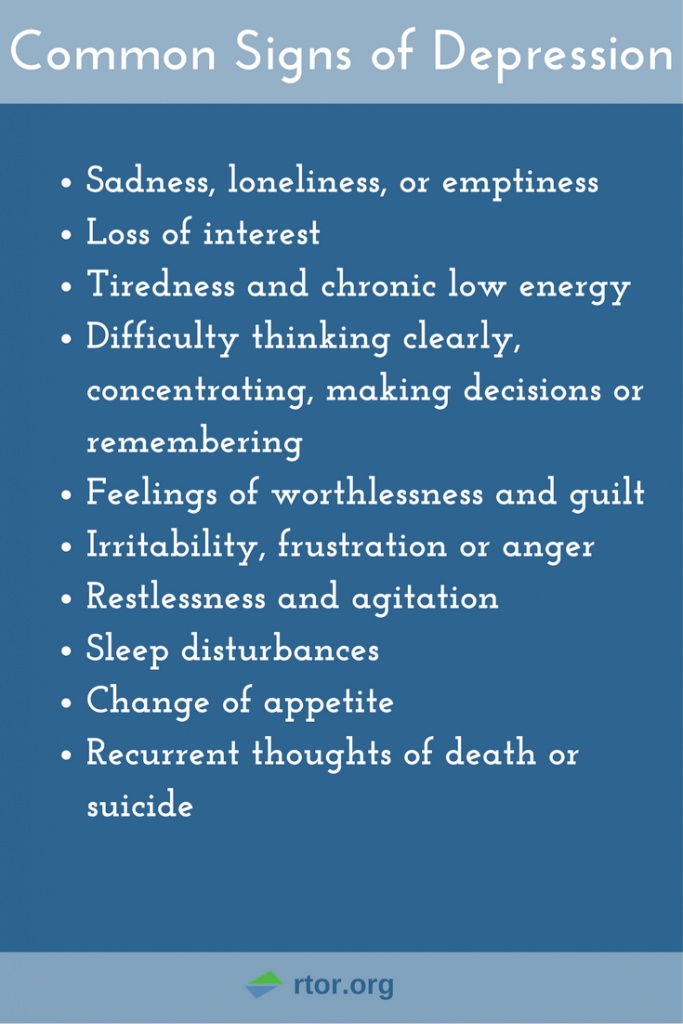 Common Signs of Depression
• Sadness, loneliness, or emptiness
• Loss of interest
• Tiredness and chronic low energy
• Difficulty thinking clearly,
concentrating, making decisions or
remembering
• Feelings of worthlessness and guilt
• Irritability, frustration or anger
• Restlessness and agitation
• Sleep disturbances
• Change of appetite
• Recurrent thoughts of death or
suicide
rtor.org